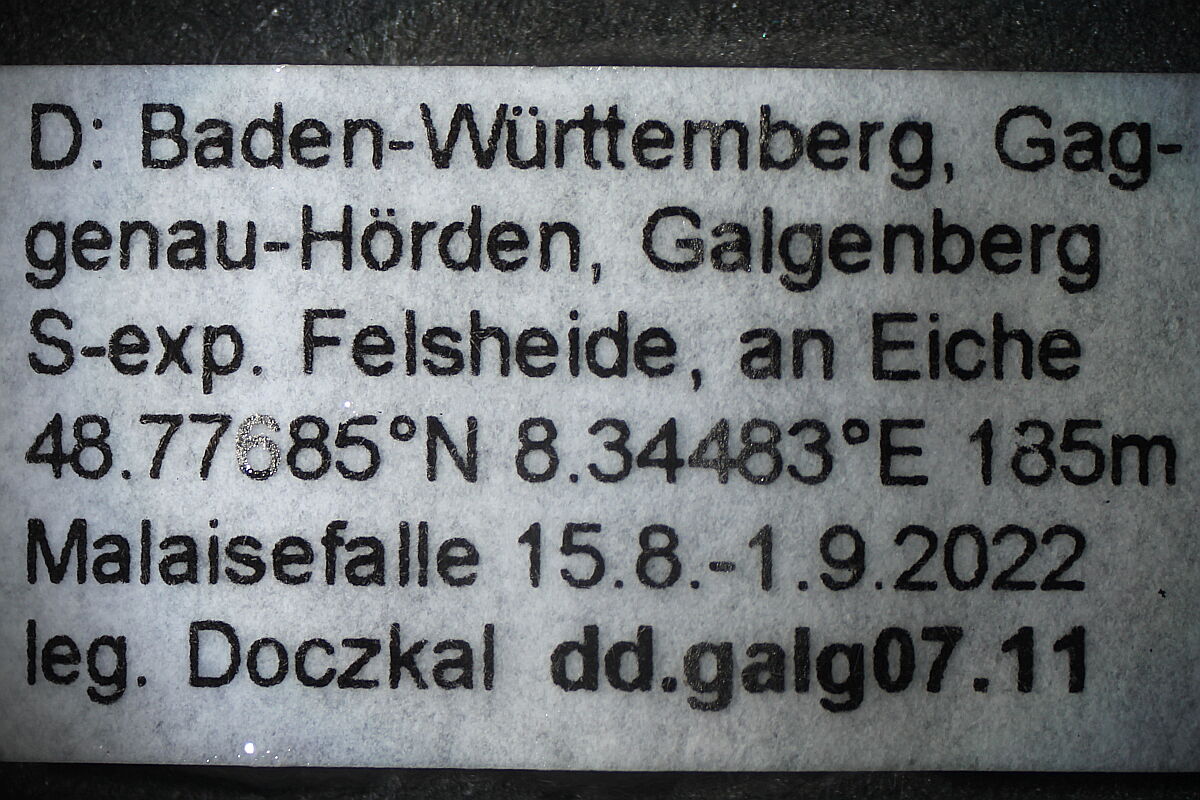 D: Baden-Württemberg, Gag-
genau-Hörden, Galgenberg
S-exp. Felsheide, an Eiche
48.77685°N 8.34483°E 185m
Malaisefalle 15.8.-1.9.2022
leg. Doczkal dd.galg07.11